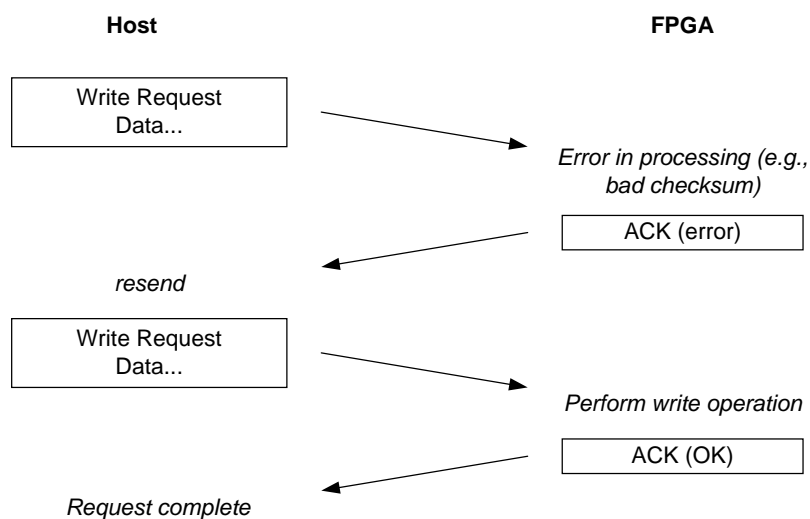 Host
FPGA
Write Request
Data...
Error in processing (e.g.,
bad checksum)
ACK (error)
resend
Write Request
Data...
Perform write operation
ACK (OK)
Request complete